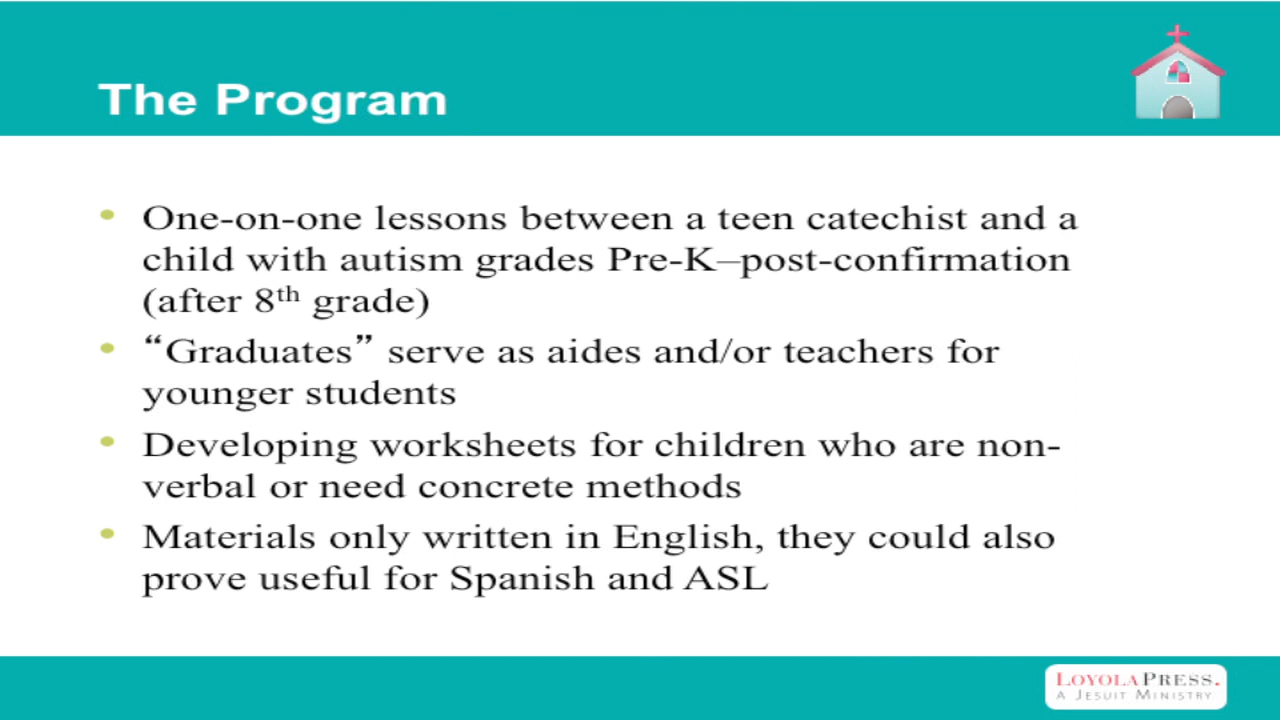 The Program
• One-on-one lessons between a teen catechist and a
child with autism grades Pre-K–post-confirmation
(after 8th grade)
• “Graduates” serve as aides and/or teachers for
younger students
• Developing worksheets for children who are non-
verbal or need concrete methods
• Materials only written in English, they could also
prove useful for Spanish and ASL
LOYOLAPRESS.
A JESUIT MINISTRY